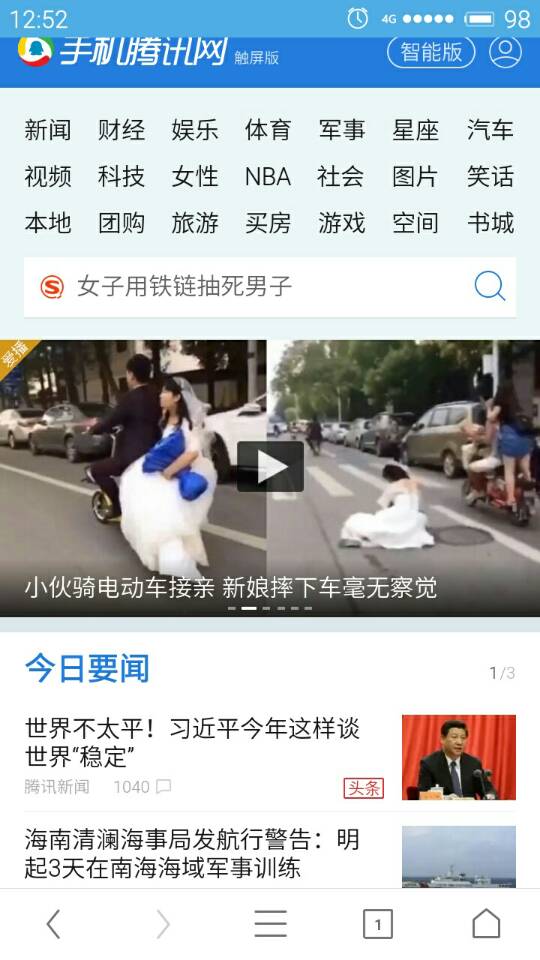 12:52 4G 98
手机腾讯网 触屏版 智能版
新闻 财经 娱乐 体育 军事 星座 汽车
视频 科技 女性 NBA 社会 图片 笑话
本地 团购 旅游 买房 游戏 空间 书城
S 女子用铁链抽死男子
爱播
小伙骑电动车接亲 新娘摔下车毫无察觉
今日要闻 1/3
世界不太平！习近平今年这样谈
世界“稳定”
腾讯新闻 1040 头条
海南清澜海事局发航行警告：明
起3天在南海海域军事训练
1